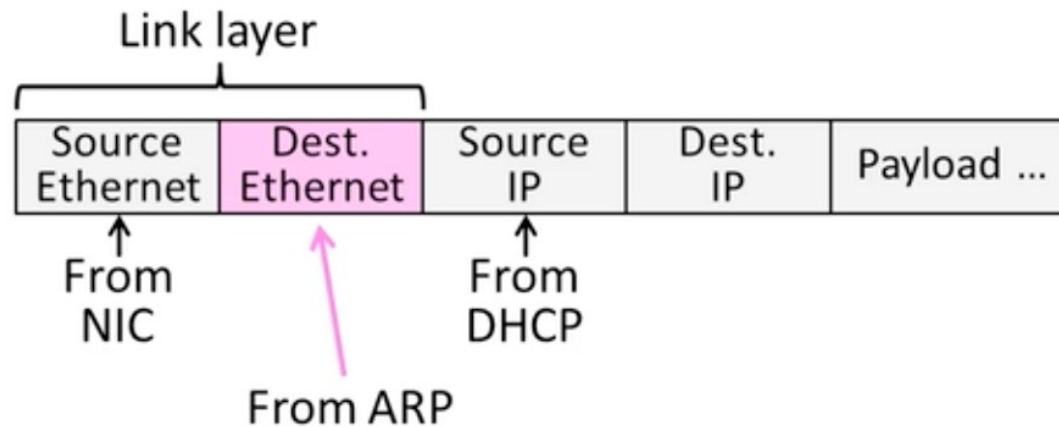 Link layer
Source Dest. Source Dest. Payload ...
Ethernet Ethernet IP IP
From From
NIC DHCP
From ARP